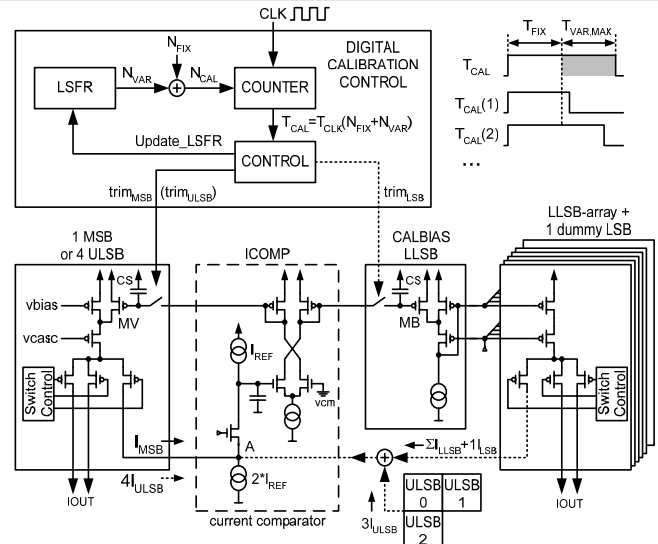 CLK
DIGITAL
CALIBRATION
CONTROL
N_FIX
LSFR
N_VAR
N_CAL
COUNTER
T_CAL=T_CLK(N_FIX+N_VAR)
Update_LSFR
CONTROL
trim_MSB (trim_ULSB)
trim_LSB
T_FIX
T_VAR,MAX
T_CAL
T_CAL(1)
T_CAL(2)
...
1 MSB
or 4 ULSB
CS
vbias
MV
vcasc
Switch
Control
I_MSB
4I_ULSB
IOUT
ICOMP
I_REF
vcm
A
2*I_REF
current comparator
CALBIAS
LLSB
CS
MB
ΣI_LLSB+1I_LSB
3I_ULSB
ULSB
0
ULSB
1
ULSB
2
LLSB-array +
1 dummy LSB
Switch
Control
IOUT